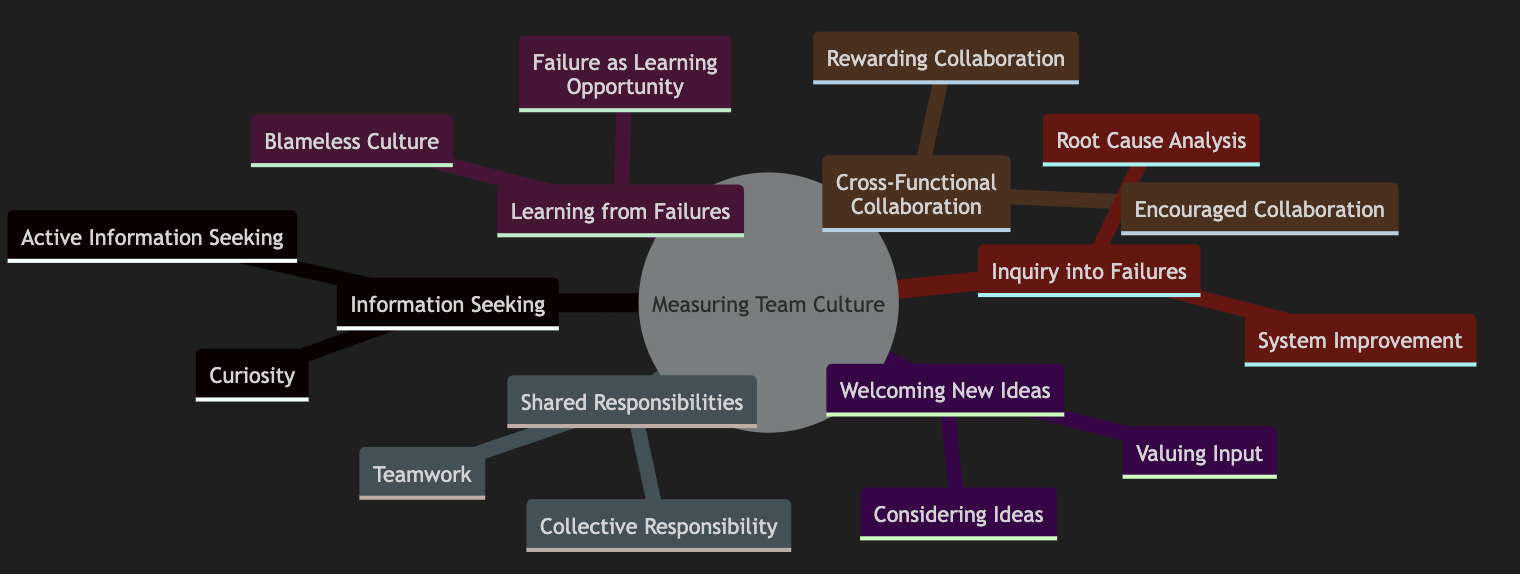 Measuring Team Culture
Learning from Failures
Failure as Learning
Opportunity
Blameless Culture
Information Seeking
Active Information Seeking
Curiosity
Shared Responsibilities
Teamwork
Collective Responsibility
Cross-Functional
Collaboration
Rewarding Collaboration
Encouraged Collaboration
Inquiry into Failures
Root Cause Analysis
System Improvement
Welcoming New Ideas
Valuing Input
Considering Ideas